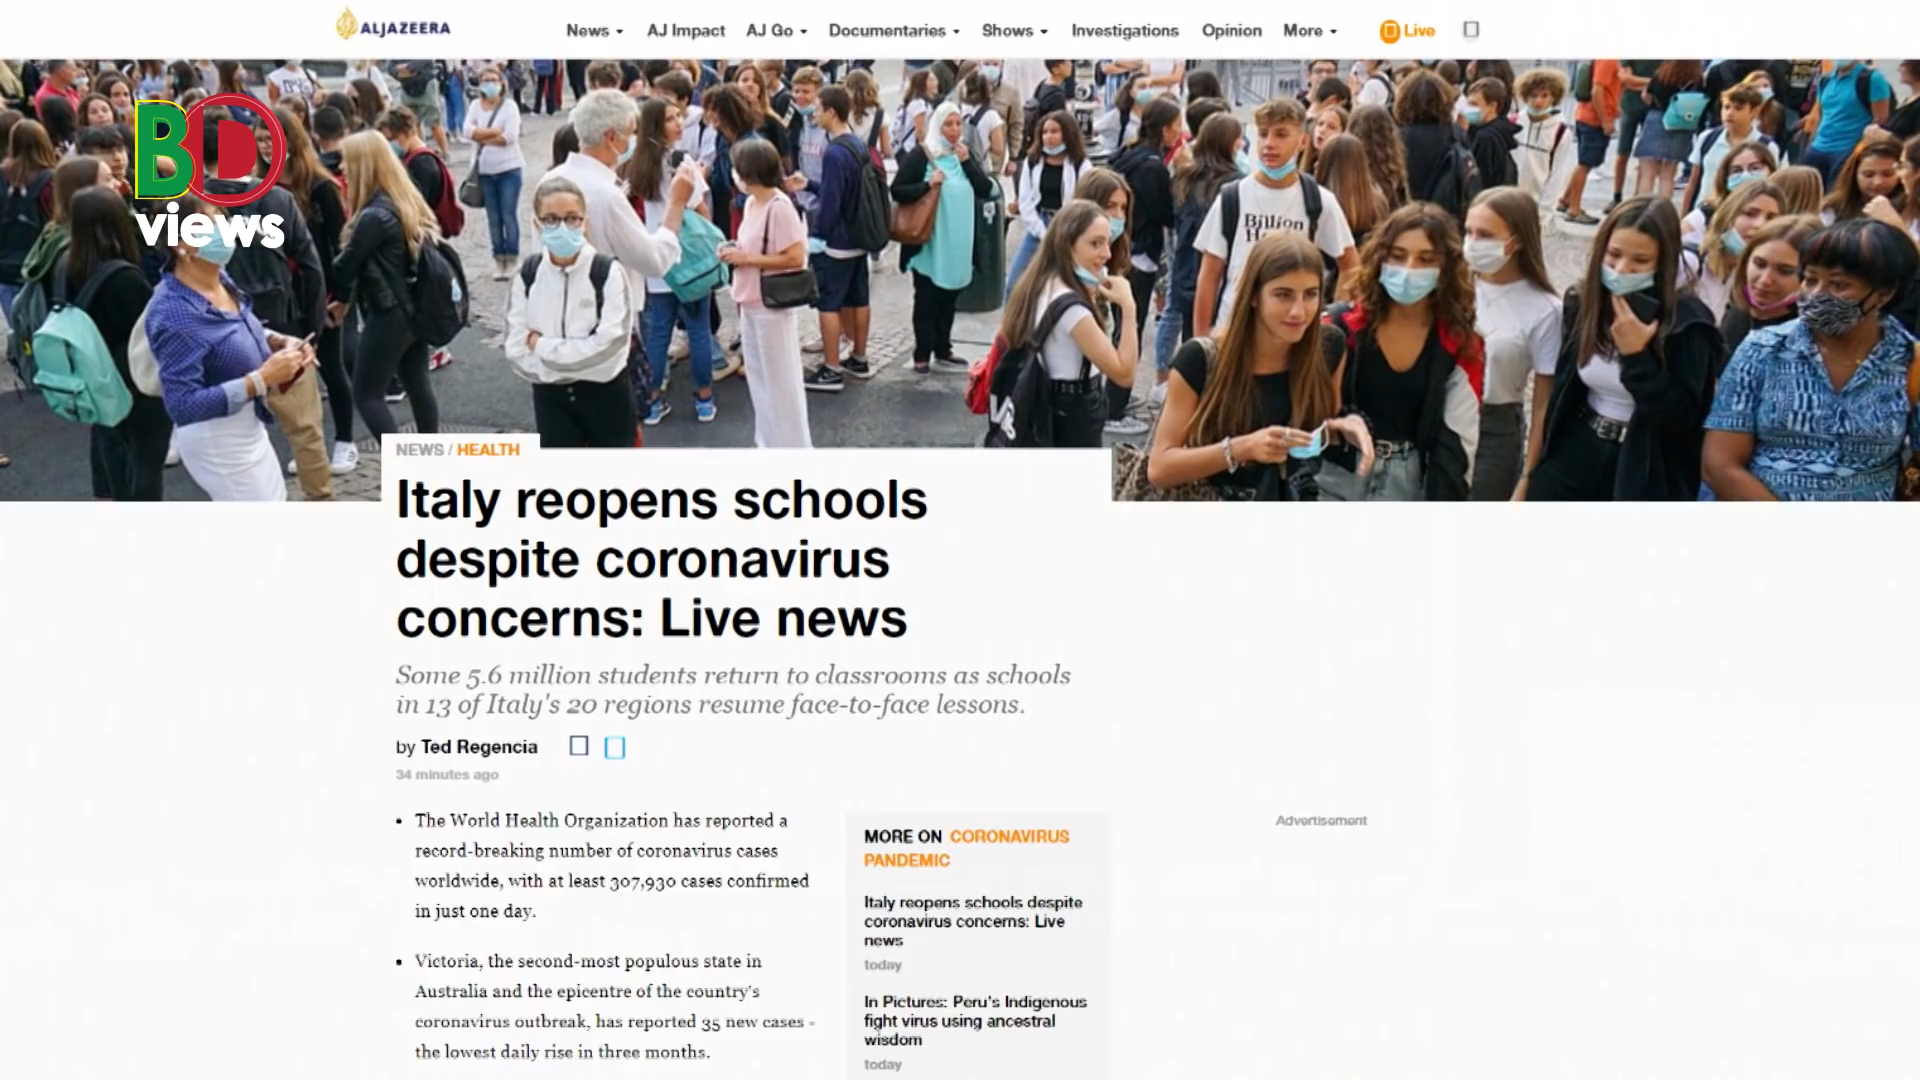 ALJAZEERA
News AJ Impact AJ Go Documentaries Shows Investigations Opinion More Live
BD
views
Billion
NEWS / HEALTH
Italy reopens schools
despite coronavirus
concerns: Live news
Some 5.6 million students return to classrooms as schools
in 13 of Italy's 20 regions resume face-to-face lessons.
by Ted Regencia
34 minutes ago
• The World Health Organization has reported a
record-breaking number of coronavirus cases
worldwide, with at least 307,930 cases confirmed
in just one day.
• Victoria, the second-most populous state in
Australia and the epicentre of the country's
coronavirus outbreak, has reported 35 new cases -
the lowest daily rise in three months.
MORE ON CORONAVIRUS
PANDEMIC
Italy reopens schools despite
coronavirus concerns: Live
news
today
In Pictures: Peru's Indigenous
fight virus using ancestral
wisdom
today
Advertisement